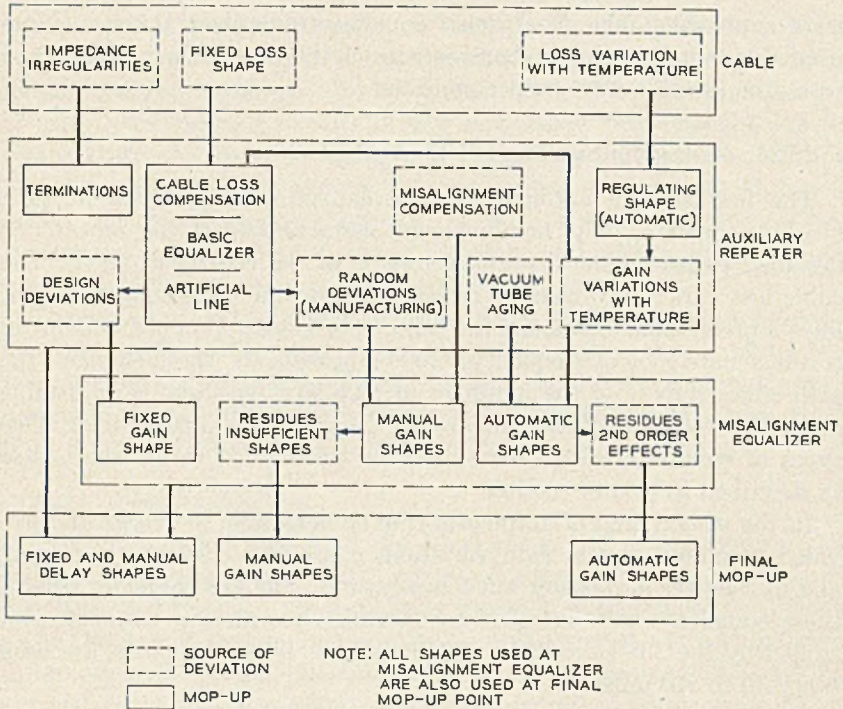 IMPEDANCE
IRREGULARITIES
FIXED LOSS
SHAPE
LOSS VARIATION
WITH TEMPERATURE
CABLE
TERMINATIONS
CABLE LOSS
COMPENSATION
BASIC
EQUALIZER
ARTIFICIAL
LINE
MISALIGNMENT
COMPENSATION
REGULATING
SHAPE
(AUTOMATIC)
AUXILIARY
REPEATER
DESIGN
DEVIATIONS
RANDOM
DEVIATIONS
(MANUFACTURING)
VACUUM
TUBE
AGING
GAIN
VARIATIONS
WITH
TEMPERATURE
FIXED
GAIN
SHAPE
RESIDUES
INSUFFICIENT
SHAPES
MANUAL
GAIN
SHAPES
AUTOMATIC
GAIN SHAPES
RESIDUES
2ND ORDER
EFFECTS
MISALIGNMENT
EQUALIZER
FIXED AND MANUAL
DELAY SHAPES
MANUAL
GAIN SHAPES
AUTOMATIC
GAIN SHAPES
FINAL
MOP-UP
SOURCE OF
DEVIATION
MOP-UP
NOTE: ALL SHAPES USED AT
MISALIGNMENT EQUALIZER
ARE ALSO USED AT FINAL
MOP-UP POINT